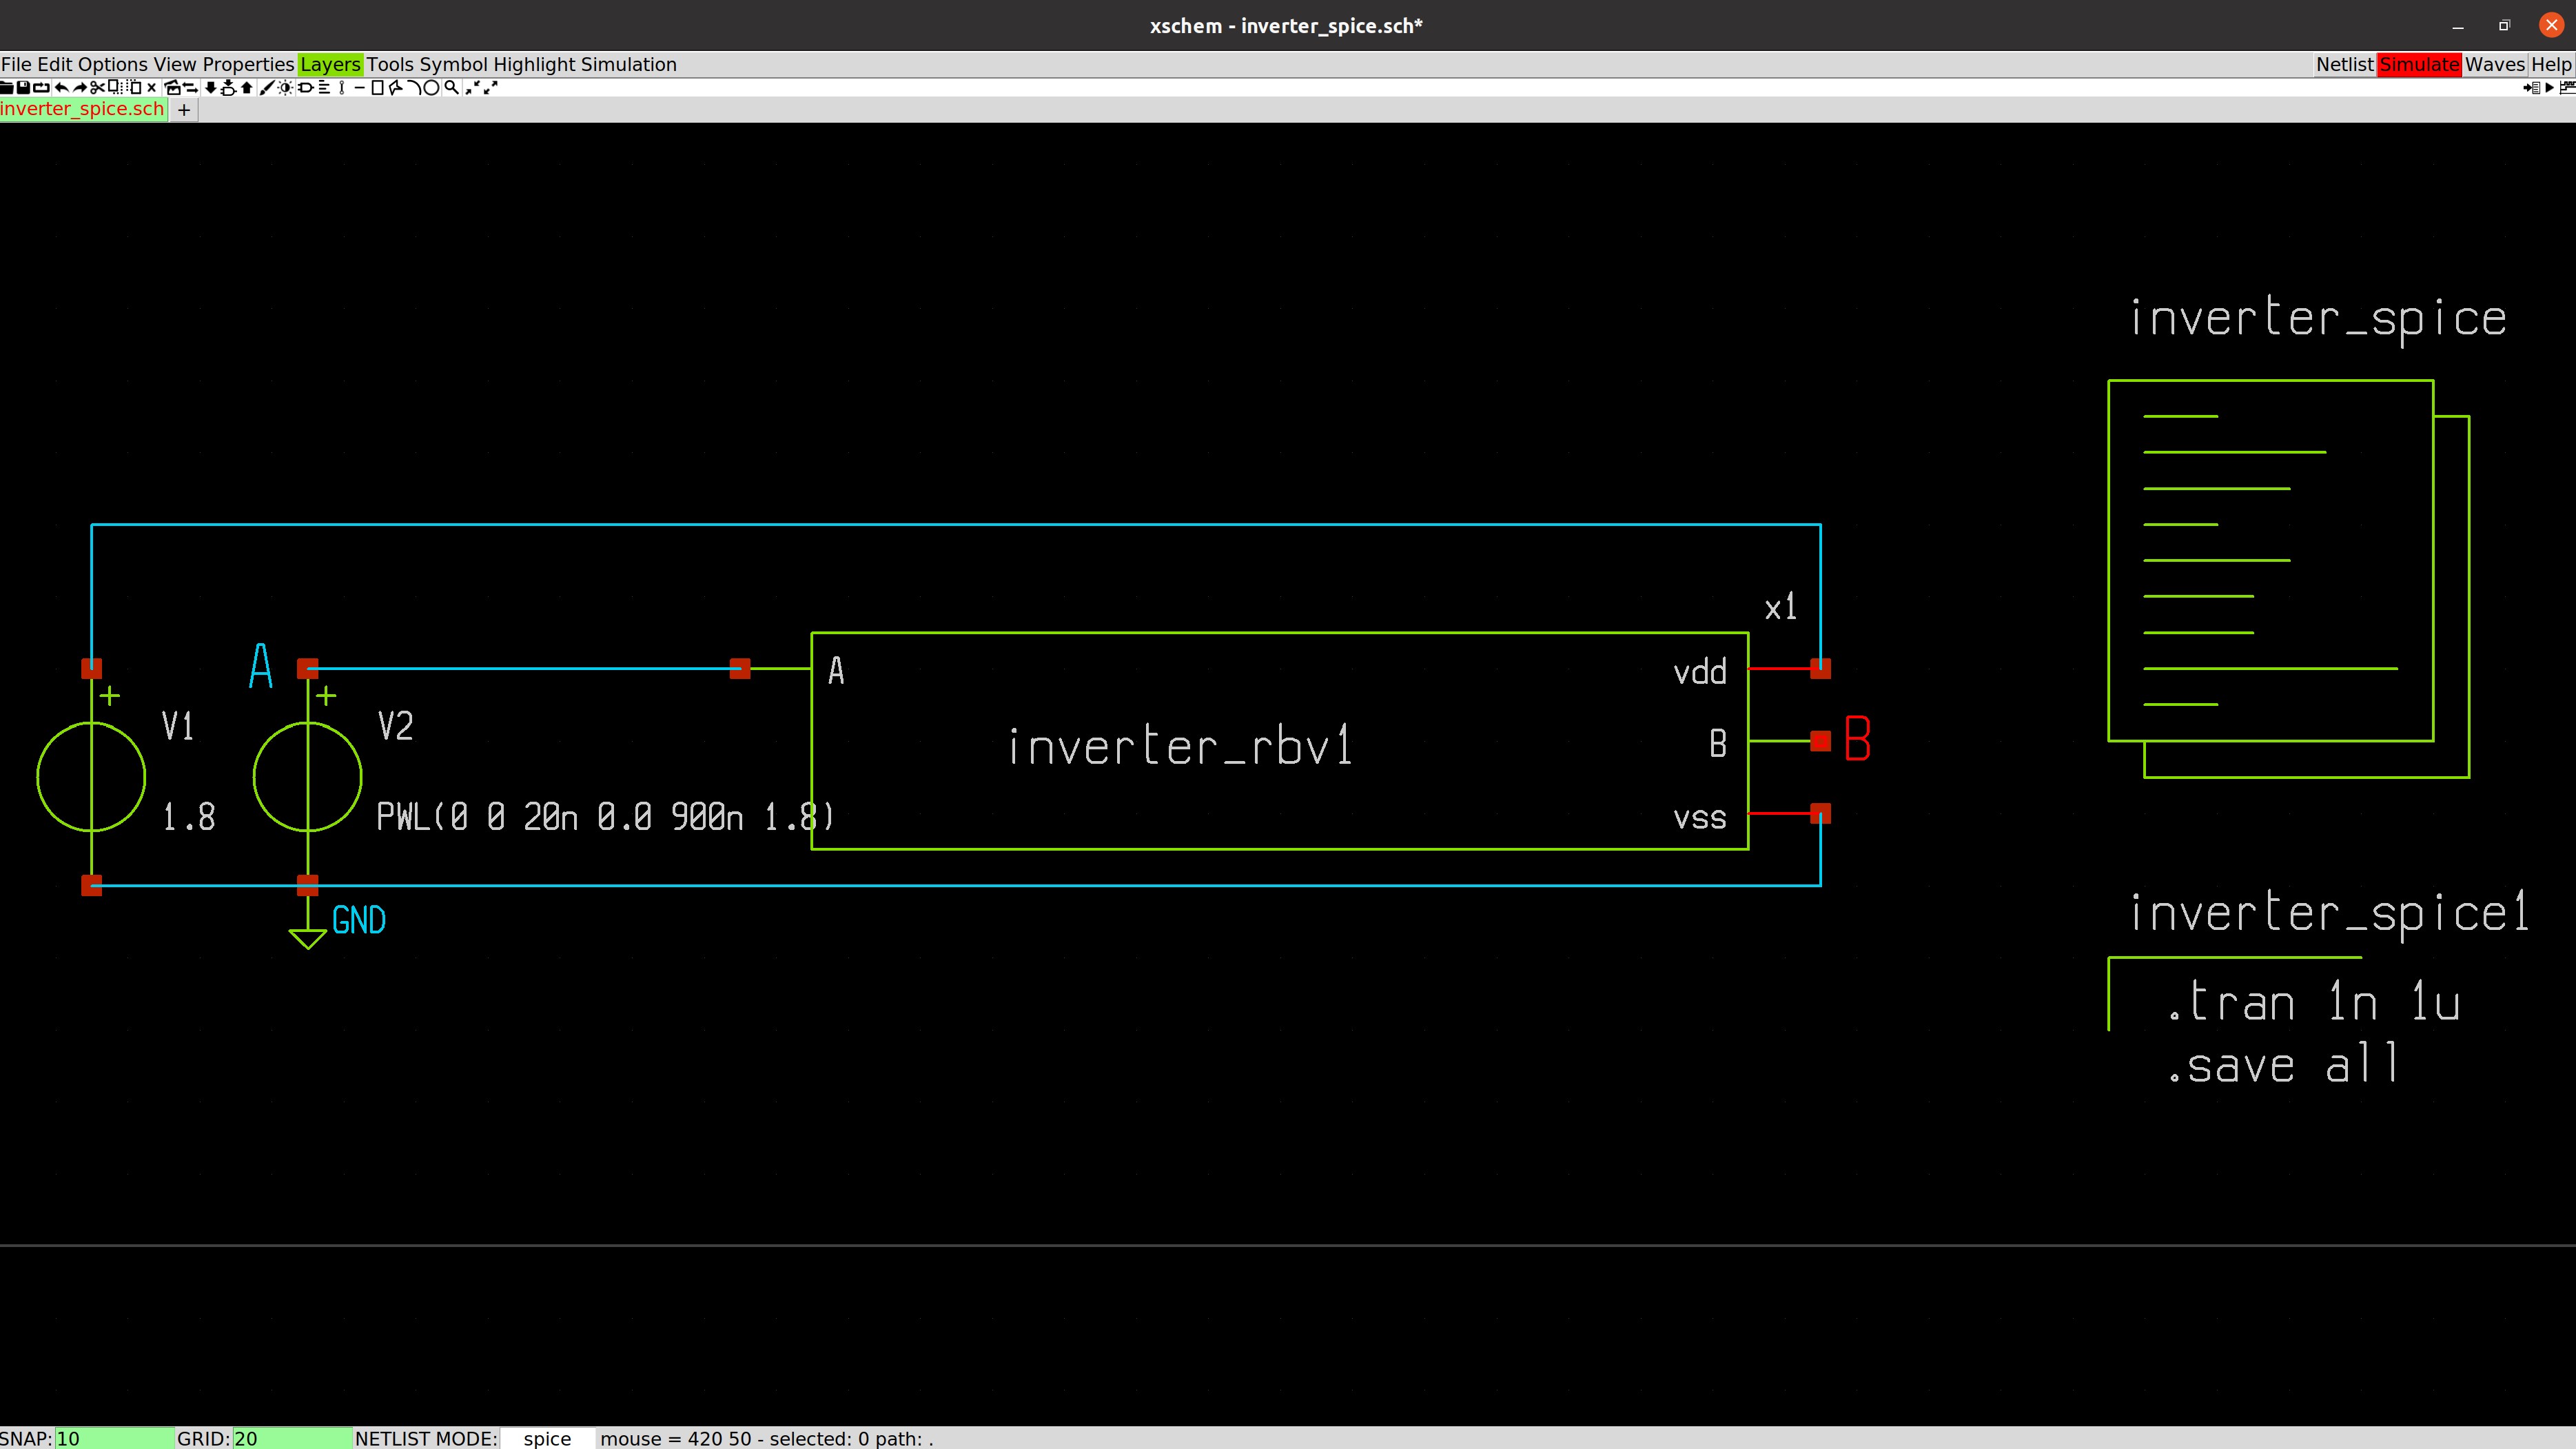 xschem - inverter_spice.sch*
File Edit Options View Properties Layers Tools Symbol Highlight Simulation Netlist Simulate Waves Help
inverter_spice.sch +
inverter_spice
x1
A
A
vdd
V1
V2
inverter_rbv1
B
B
1.8
PWL(0 0 20n 0.0 900n 1.8)
vss
GND
inverter_spice1
.tran 1n 1u
.save all
SNAP: 10 GRID: 20 NETLIST MODE: spice mouse = 420 50 - selected: 0 path: .